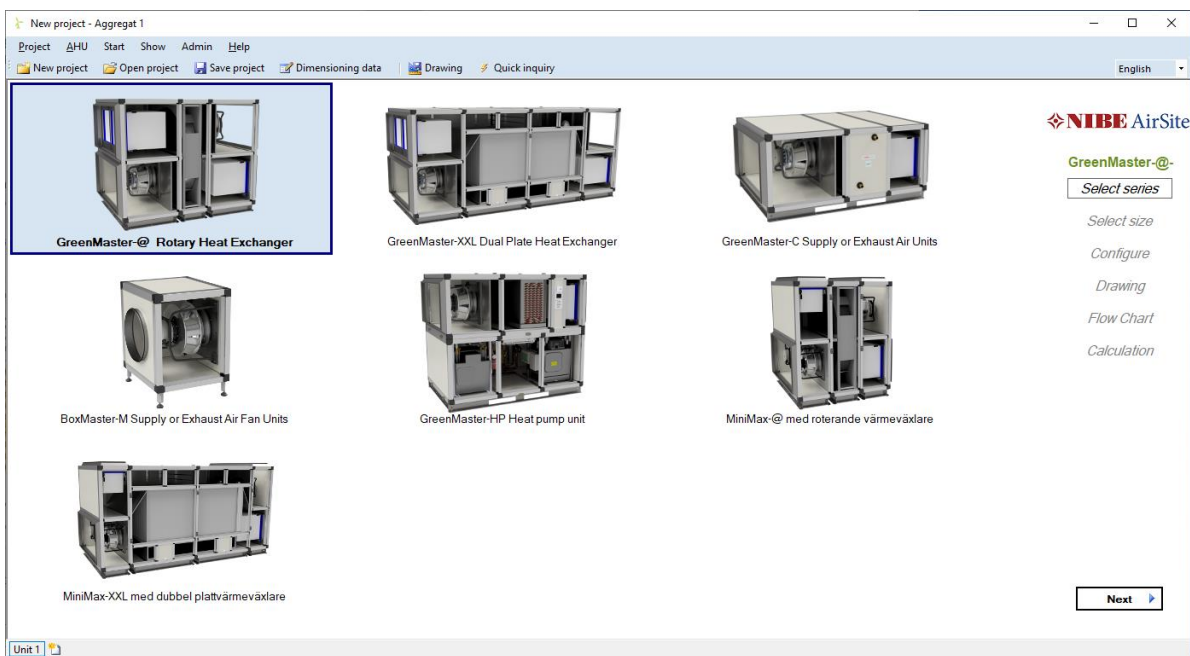 New project - Aggregat 1
Project AHU Start Show Admin Help
New project Open project Save project Dimensioning data Drawing Quick inquiry English
NIBE AirSite
GreenMaster-@-
Select series
Select size
Configure
Drawing
Flow Chart
Calculation
GreenMaster-@ Rotary Heat Exchanger
GreenMaster-XXL Dual Plate Heat Exchanger
GreenMaster-C Supply or Exhaust Air Units
BoxMaster-M Supply or Exhaust Air Fan Units
GreenMaster-HP Heat pump unit
MiniMax-@ med roterande värmeväxlare
MiniMax-XXL med dubbel plattvärmeväxlare
Next
Unit 1